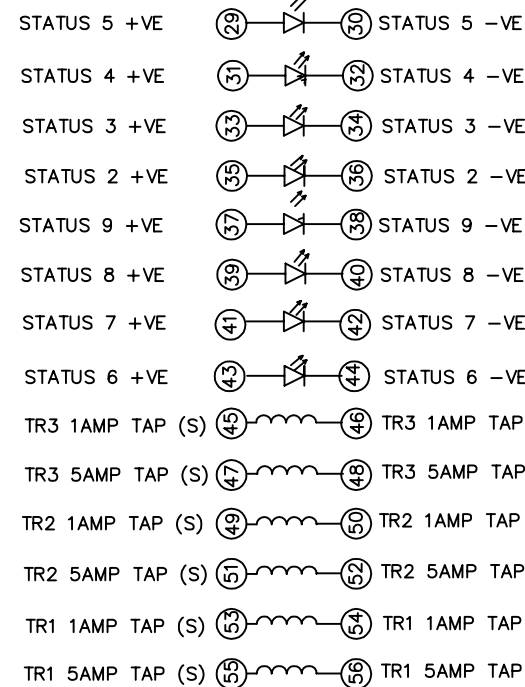 STATUS 5 +VE 29 30 STATUS 5 −VE
STATUS 4 +VE 31 32 STATUS 4 −VE
STATUS 3 +VE 33 34 STATUS 3 −VE
STATUS 2 +VE 35 36 STATUS 2 −VE
STATUS 9 +VE 37 38 STATUS 9 −VE
STATUS 8 +VE 39 40 STATUS 8 −VE
STATUS 7 +VE 41 42 STATUS 7 −VE
STATUS 6 +VE 43 44 STATUS 6 −VE
TR3 1AMP TAP (S) 45 46 TR3 1AMP TAP
TR3 5AMP TAP (S) 47 48 TR3 5AMP TAP
TR2 1AMP TAP (S) 49 50 TR2 1AMP TAP
TR2 5AMP TAP (S) 51 52 TR2 5AMP TAP
TR1 1AMP TAP (S) 53 54 TR1 1AMP TAP
TR1 5AMP TAP (S) 55 56 TR1 5AMP TAP